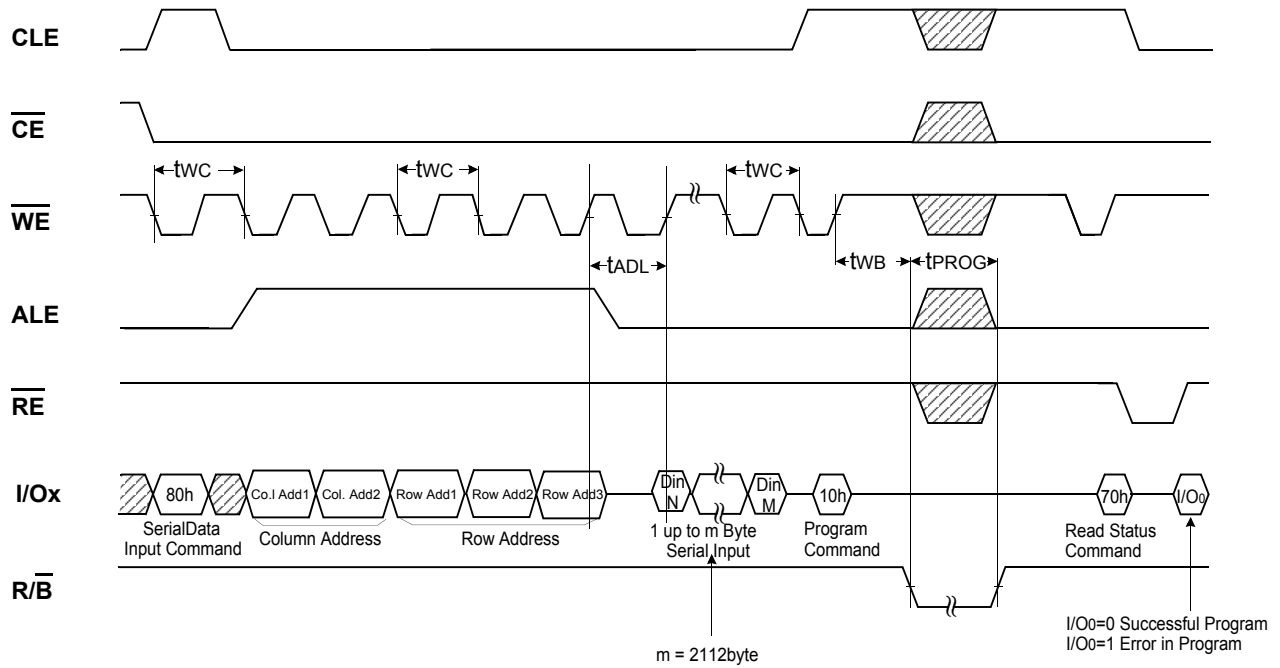 CLE
CE
tWC
tWC
tWC
WE
tADL
tWB
tPROG
ALE
RE
I/Ox
80h
Co.l Add1
Col. Add2
Row Add1
Row Add2
Row Add3
Din
N
Din
M
10h
70h
I/O0
SerialData
Input Command
Column Address
Row Address
1 up to m Byte
Serial Input
Program
Command
Read Status
Command
R/B
m = 2112byte
I/O0=0 Successful Program
I/O0=1 Error in Program